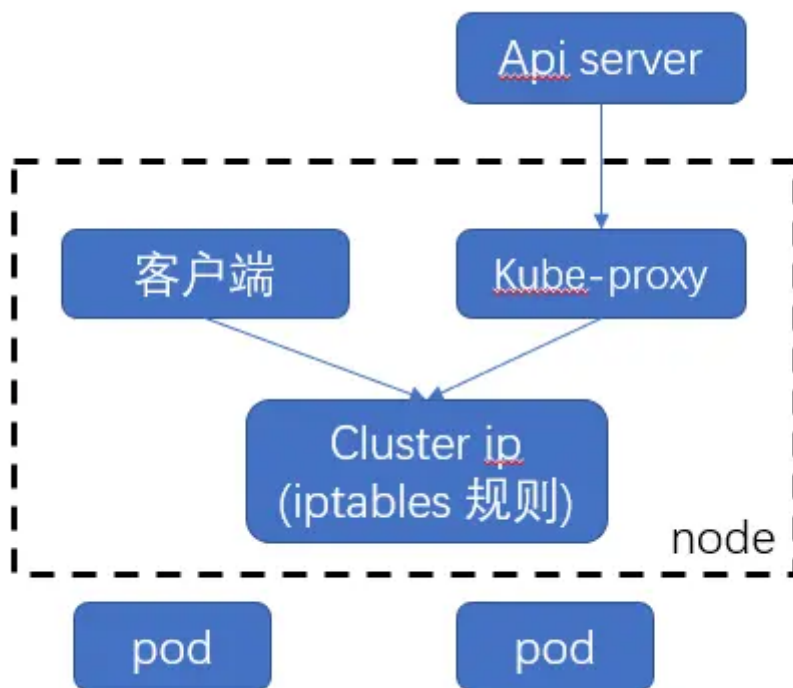 Api server
客户端
Kube-proxy
Cluster ip
(iptables 规则)
node
pod
pod